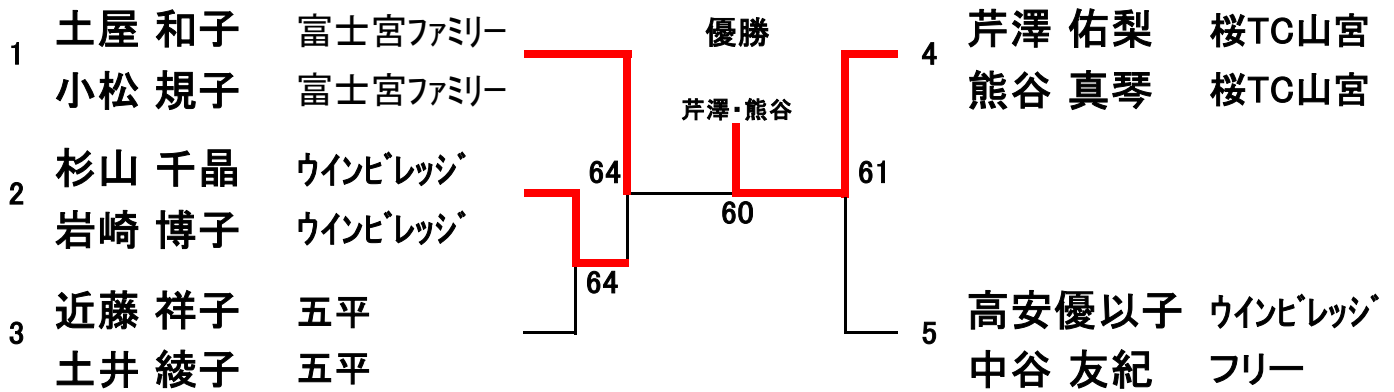 1 土屋 和子 富士宮ファミリー
小松 規子 富士宮ファミリー
2 杉山 千晶 ウインビレッジ
岩崎 博子 ウインビレッジ
3 近藤 祥子 五平
土井 綾子 五平
64
64
優勝
芹澤・熊谷
60
61
4 芹澤 佑梨 桜TC山宮
熊谷 真琴 桜TC山宮
5 高安優以子 ウインビレッジ
中谷 友紀 フリー